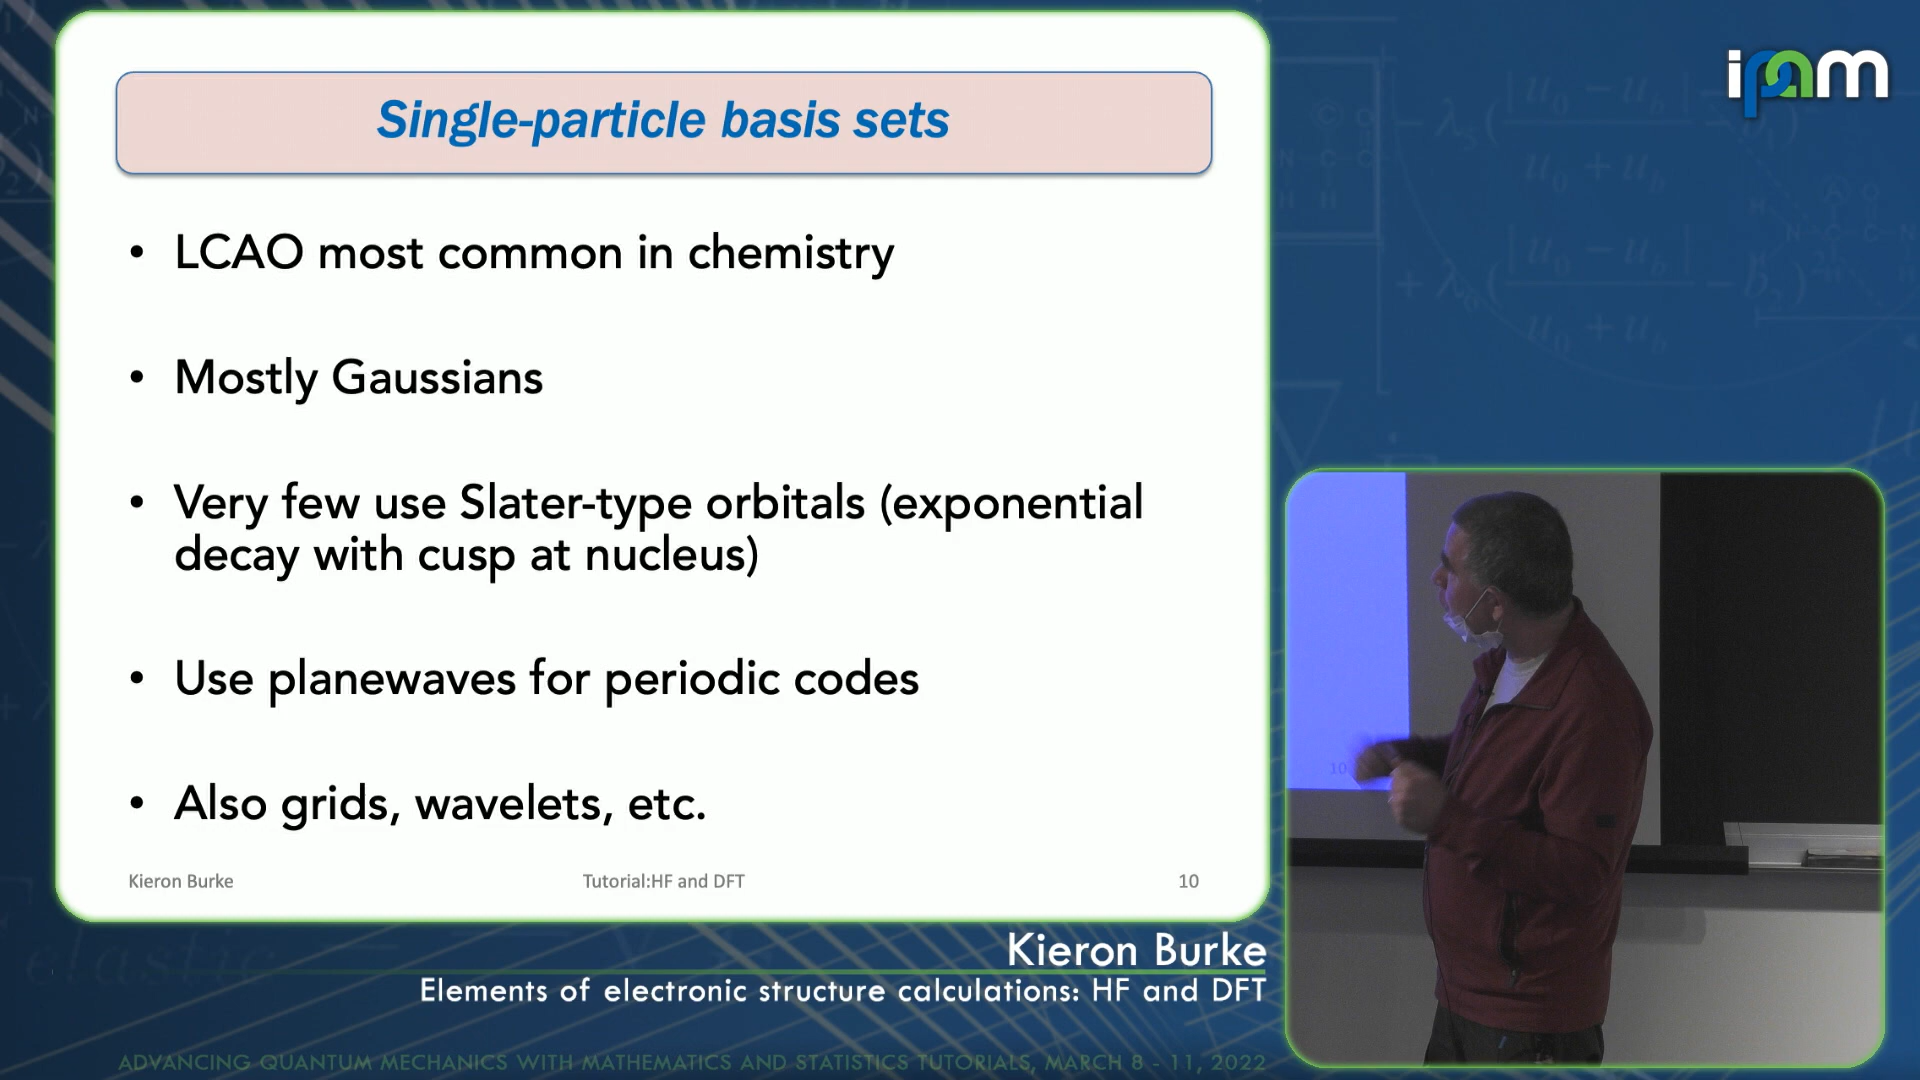 ipam
Single-particle basis sets
• LCAO most common in chemistry
• Mostly Gaussians
• Very few use Slater-type orbitals (exponential
decay with cusp at nucleus)
• Use planewaves for periodic codes
• Also grids, wavelets, etc.
Kieron Burke
Tutorial:HF and DFT
10
10
Kieron Burke
Elements of electronic structure calculations: HF and DFT
elastic
ADVANCING QUANTUM MECHANICS WITH MATHEMATICS AND STATISTICS TUTORIALS, MARCH 8 - 11, 2022